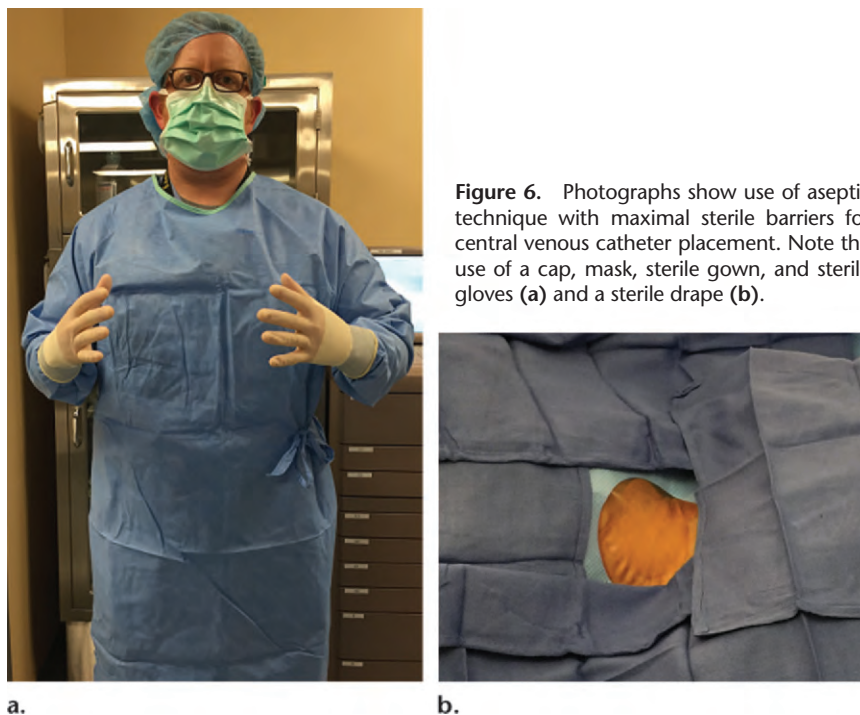 Figure 6. Photographs show use of asepti
technique with maximal sterile barriers fo
central venous catheter placement. Note th
use of a cap, mask, sterile gown, and steril
gloves (a) and a sterile drape (b).
a.
b.